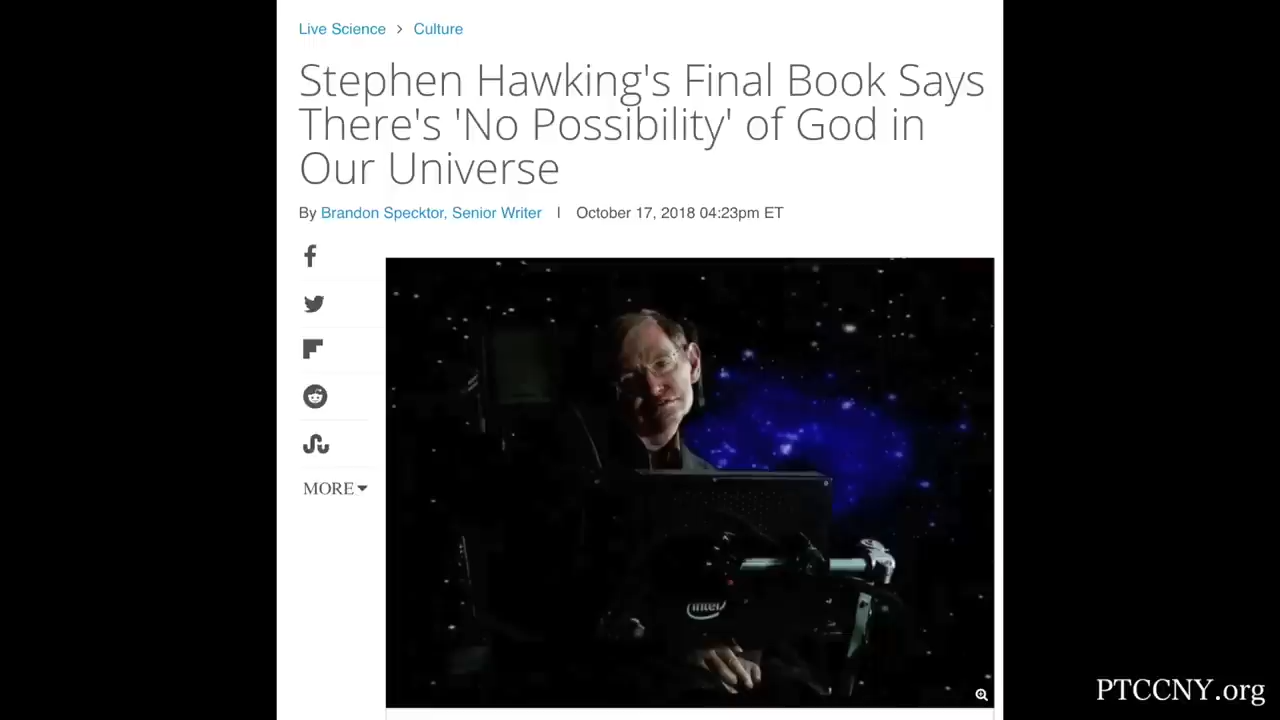 Live Science > Culture
Stephen Hawking's Final Book Says
There's 'No Possibility' of God in
Our Universe
By Brandon Specktor, Senior Writer | October 17, 2018 04:23pm ET
MORE
intel
PTCCNY.org